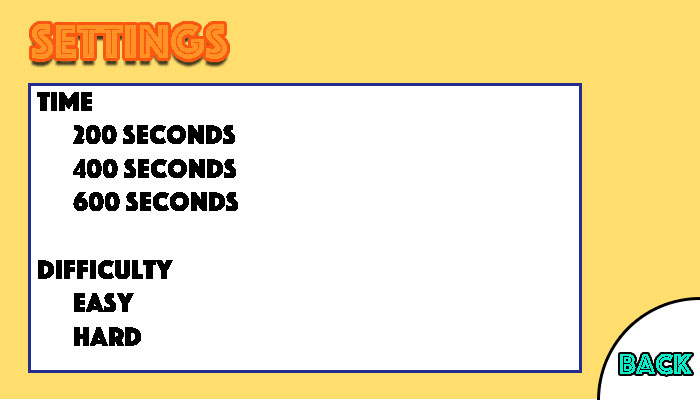 SETTINGS
TIME
200 SECONDS
400 SECONDS
600 SECONDS
DIFFICULTY
EASY
HARD
BACK